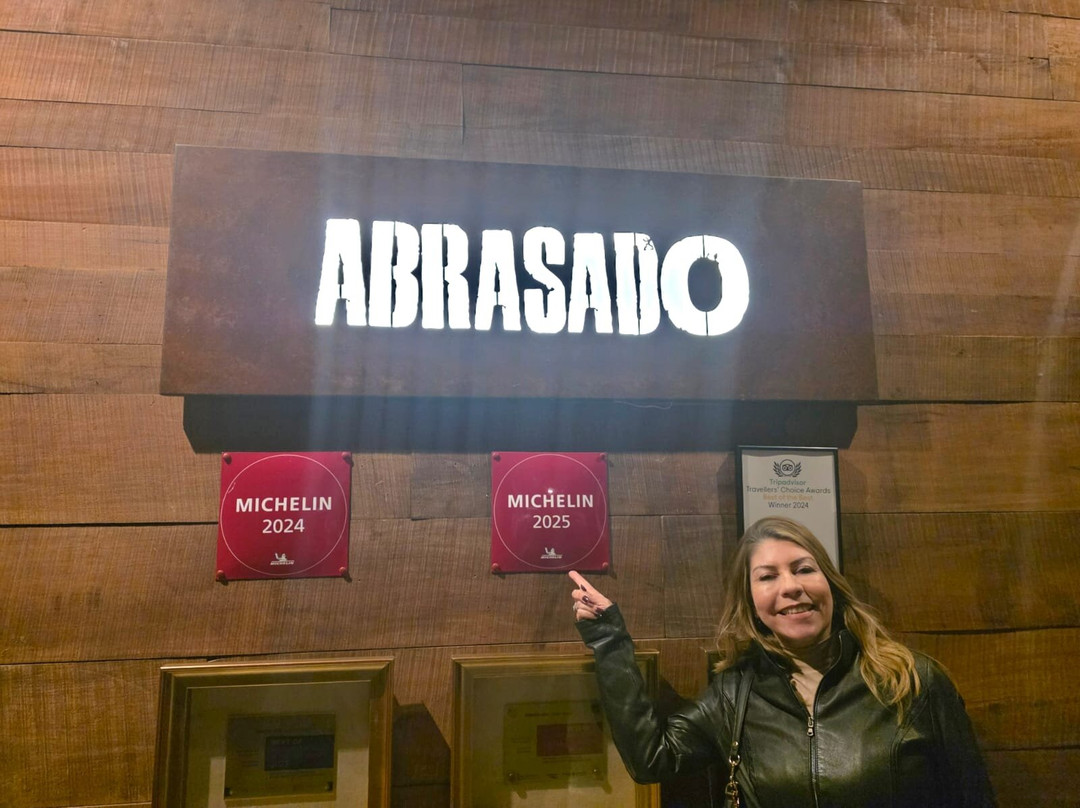 ABRASADO
MICHELIN
2024
MICHELIN
2025
Tripadvisor
Travellers' Choice Awards
Best of the Best
Winner 2024